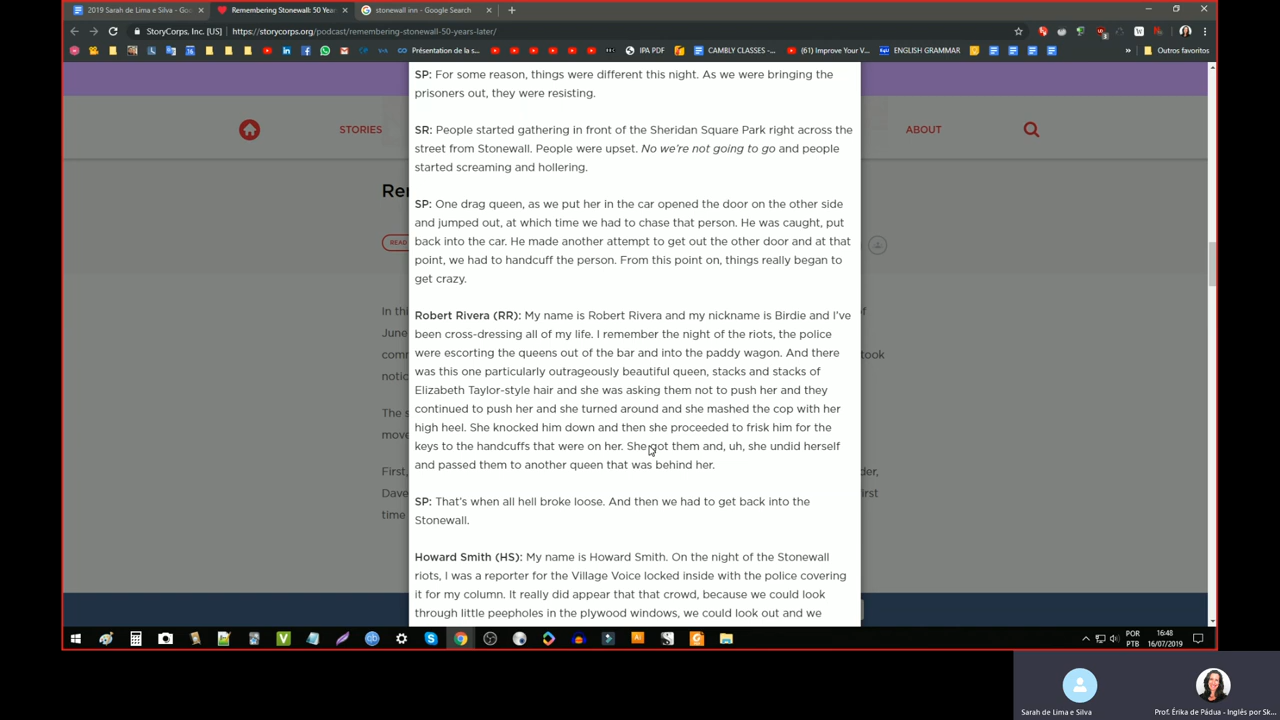 2019 Sarah de Lima e Silva - Goo
Remembering Stonewall: 50 Years
stonewall inn - Google Search
StoryCorps, Inc. [US] | https://storycorps.org/podcast/remembering-stonewall-50-years-later/
Présentation de la s
IPA PDF
CAMBLY CLASSES -
(61) Improve Your V...
ENGLISH GRAMMAR
Outros favoritos
STORIES
ABOUT
SP: For some reason, things were different this night. As we were bringing the
prisoners out, they were resisting.
SR: People started gathering in front of the Sheridan Square Park right across the
street from Stonewall. People were upset. No we're not going to go and people
started screaming and hollering.
SP: One drag queen, as we put her in the car opened the door on the other side
and jumped out, at which time we had to chase that person. He was caught, put
back into the car. He made another attempt to get out the other door and at that
point, we had to handcuff the person. From this point on, things really began to
get crazy.
Robert Rivera (RR): My name is Robert Rivera and my nickname is Birdie and I've
been cross-dressing all of my life. I remember the night of the riots, the police
were escorting the queens out of the bar and into the paddy wagon. And there
was this one particularly outrageously beautiful queen, stacks and stacks of
Elizabeth Taylor-style hair and she was asking them not to push her and they
continued to push her and she turned around and she mashed the cop with her
high heel. She knocked him down and then she proceeded to frisk him for the
keys to the handcuffs that were on her. She got them and, uh, she undid herself
and passed them to another queen that was behind her.
SP: That's when all hell broke loose. And then we had to get back into the
Stonewall.
Howard Smith (HS): My name is Howard Smith. On the night of the Stonewall
riots, I was a reporter for the Village Voice locked inside with the police covering
it for my column. It really did appear that that crowd, because we could look
through little peepholes in the plywood windows, we could look out and we
Rem
READ
In thi
June
comm
notic
The s
move
First,
Dave
time
of
took
der,
irst
POR
PTB
16:48
16/07/2019
Sarah de Lima e Silva
Prof. Érika de Pádua - Inglês por Sk...